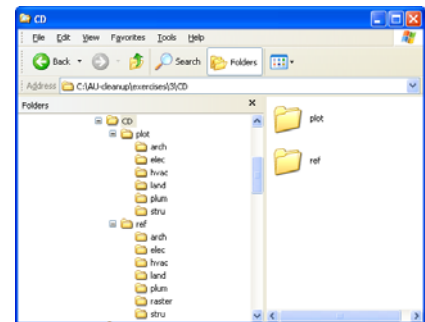 CD
File Edit View Favorites Tools Help
Back Search Folders
Address C:\AU-cleanup\exercises\3\CD
Folders x
CD
plot
arch
elec
hvac
land
plum
stru
ref
arch
elec
hvac
land
plum
raster
stru
plot
ref